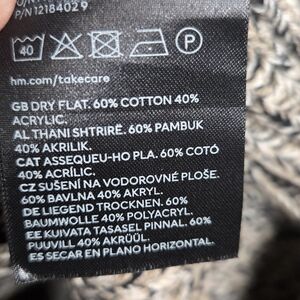 P/N 12184029
40 P
hm.com/takecare
GB DRY FLAT. 60% COTTON 40%
ACRYLIC.
AL THANI SHTRIRË. 60% PAMBUK
40% AKRILIK.
CAT ASSEQUEU-HO PLA. 60% COTÓ
40% ACRÍLIC.
CZ SUŠENÍ NA VODOROVNÉ PLOŠE.
60% BAVLNA 40% AKRYL.
DE LIEGEND TROCKNEN. 60%
BAUMWOLLE 40% POLYACRYL.
EE KUIVATA TASASEL PINNAL. 60%
PUUVILL 40% AKRÜÜL.
ES SECAR EN PLANO HORIZONTAL.